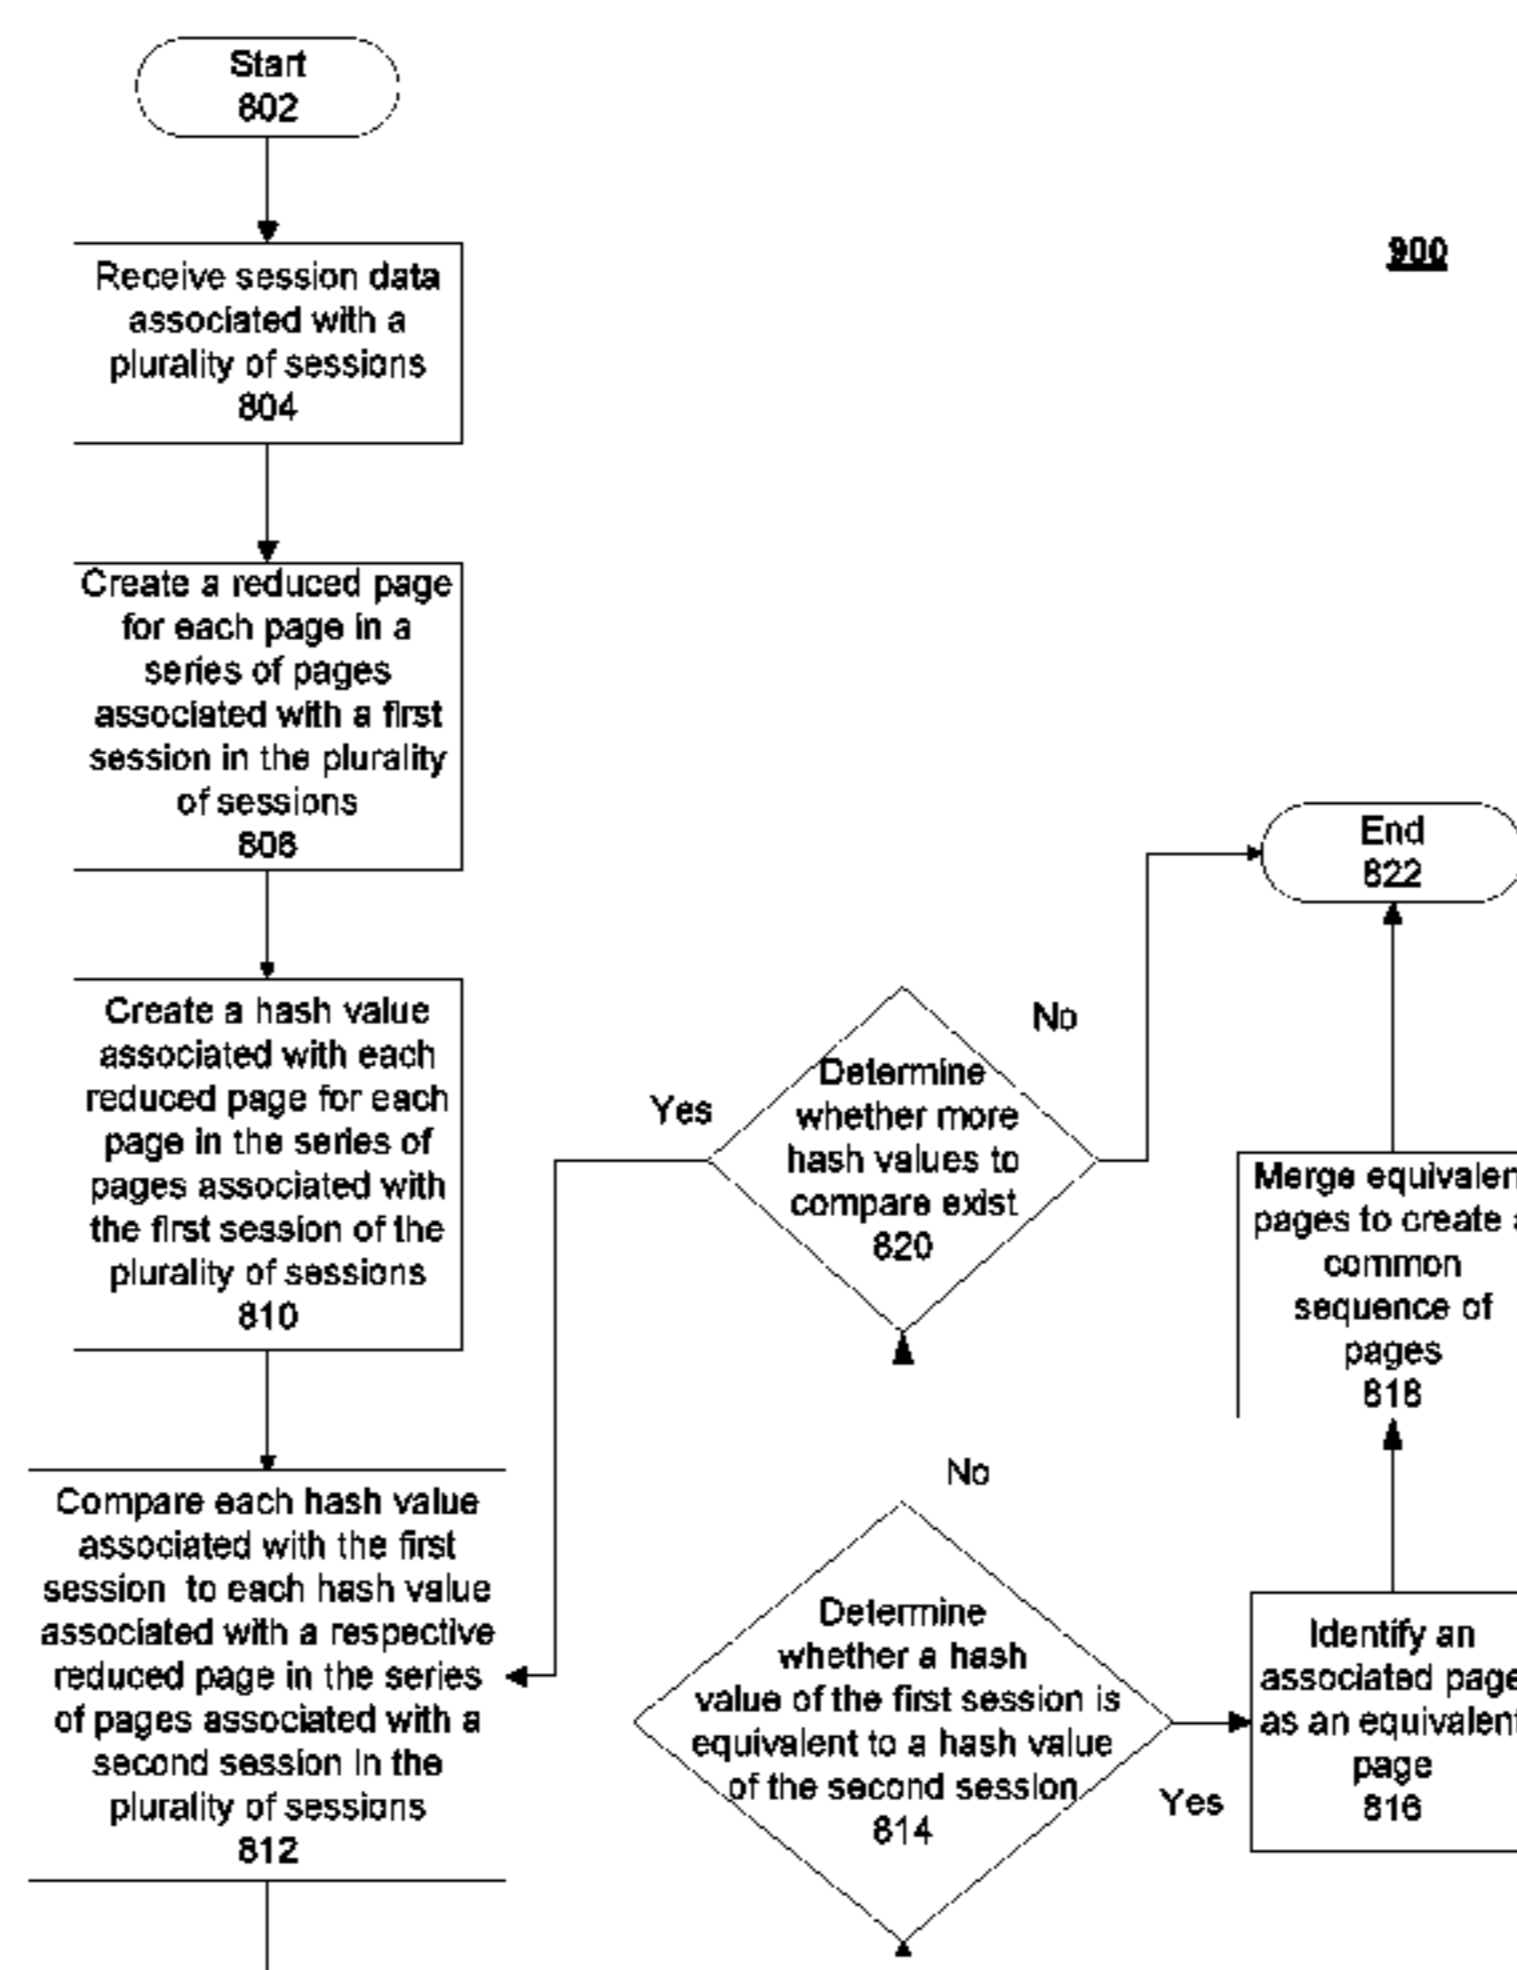 Start
802
900
Receive session data
associated with a
plurality of sessions
804
Create a reduced page
for each page in a
series of pages
associated with a first
session in the plurality
of sessions
806
Create a hash value
associated with each
reduced page for each
page in the series of
pages associated with
the first session of the
plurality of sessions
810
Compare each hash value
associated with the first
session to each hash value
associated with a respective
reduced page in the series
of pages associated with a
second session in the
plurality of sessions
812
Yes
No
Determine
whether more
hash values to
compare exist
820
No
Determine
whether a hash
value of the first session is
equivalent to a hash value
of the second session
814
Yes
End
822
Merge equivalen
pages to create a
common
sequence of
pages
818
Identify an
associated page
as an equivalent
page
816